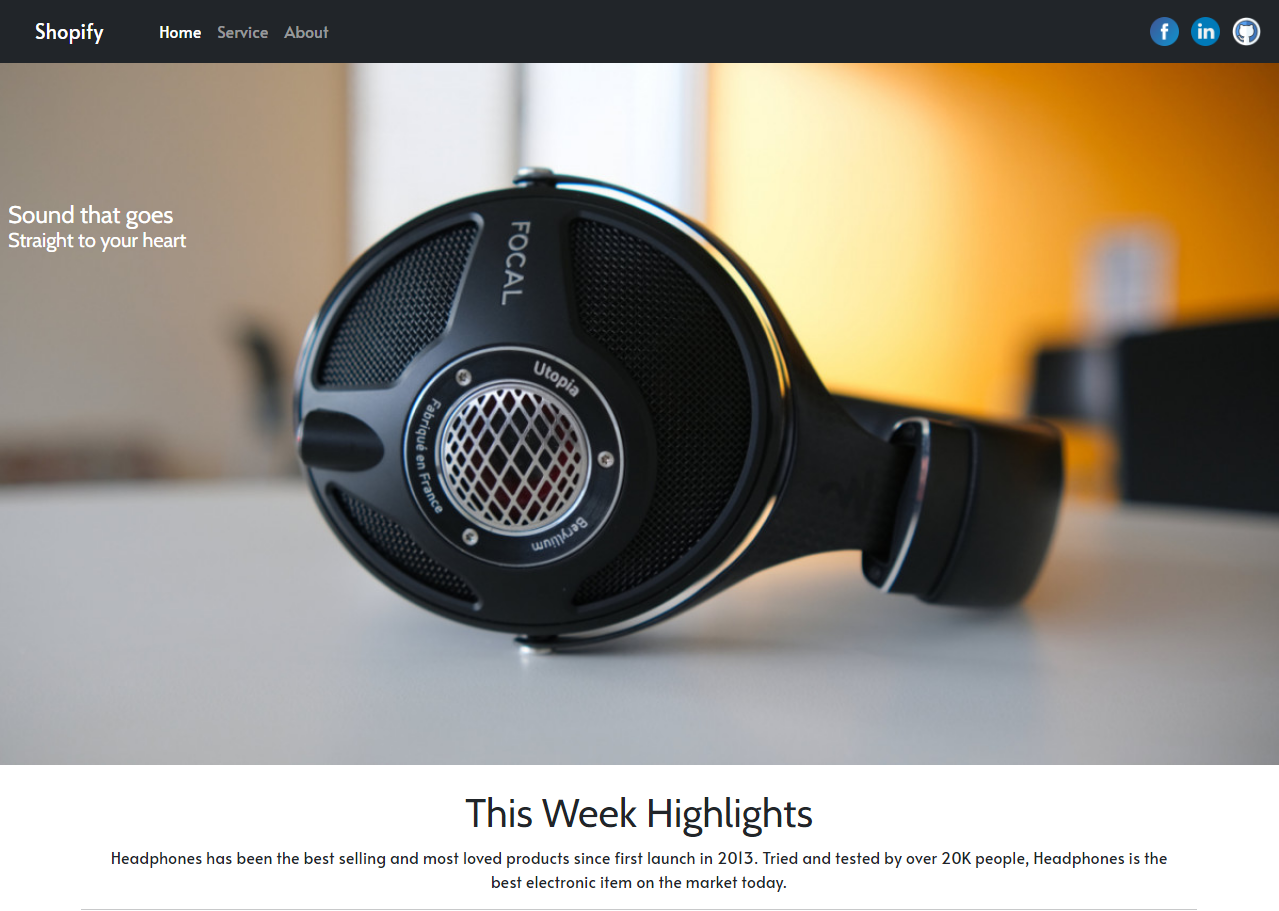 Shopify Home Service About
Sound that goes
Straight to your heart
FOCAL
Utopia
Fabriqué en France
Beryllium
This Week Highlights
Headphones has been the best selling and most loved products since first launch in 2013. Tried and tested by over 20K people, Headphones is the
best electronic item on the market today.